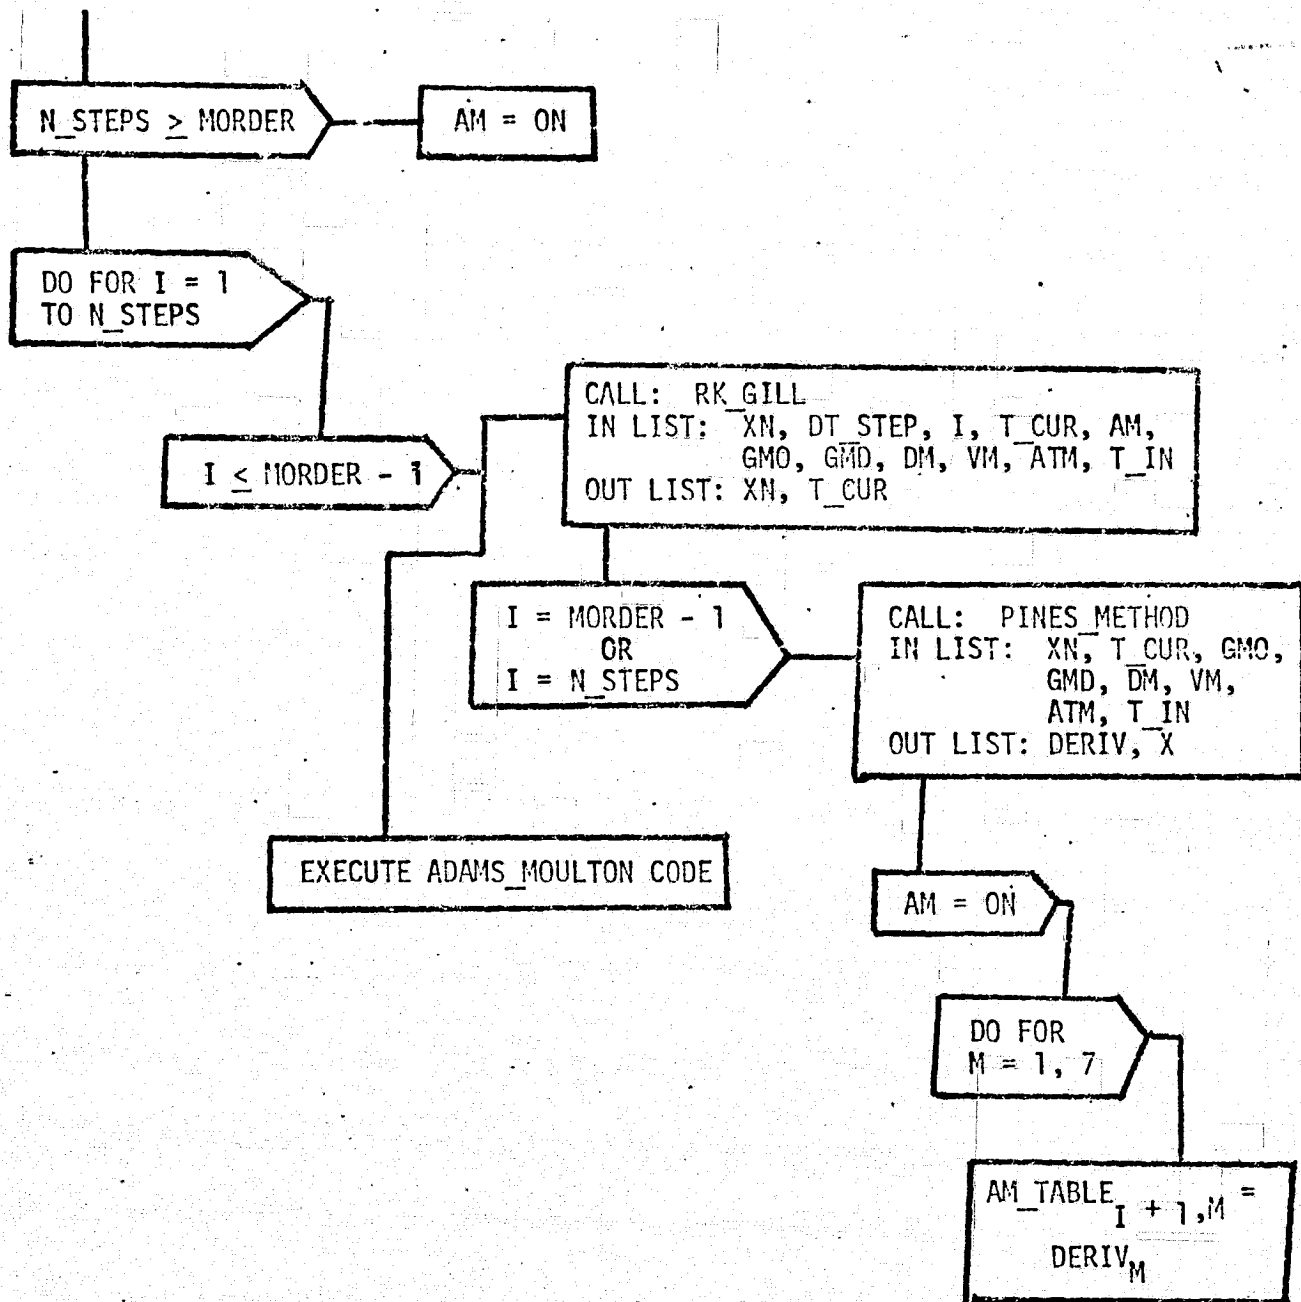 N_STEPS ≥ MORDER
AM = ON
DO FOR I = 1
TO N_STEPS
I ≤ MORDER - 1
CALL: RK_GILL
IN LIST: XN, DT_STEP, I, T_CUR, AM,
GMO, GMD, DM, VM, ATM, T_IN
OUT LIST: XN, T_CUR
I = MORDER - 1
OR
I = N_STEPS
CALL: PINES_METHOD
IN LIST: XN, T_CUR, GMO,
GMD, DM, VM,
ATM, T_IN
OUT LIST: DERIV, X
EXECUTE ADAMS_MOULTON CODE
AM = ON
DO FOR
M = 1, 7
AM_TABLE I + 1,M =
DERIV M